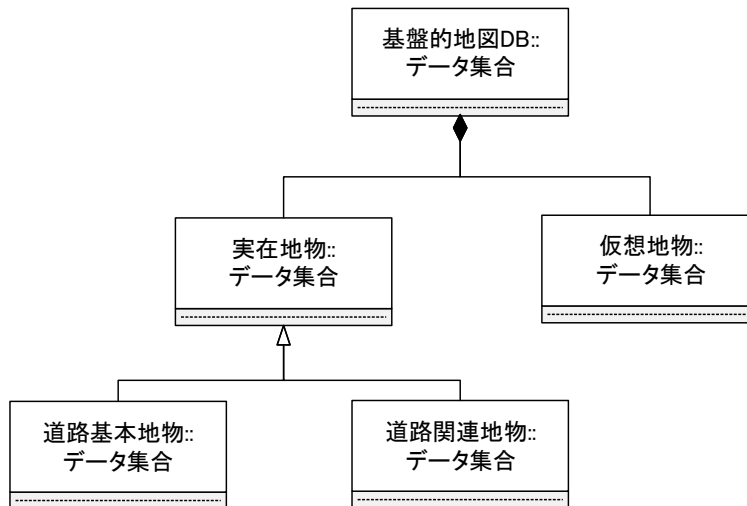 基盤的地図DB::
データ集合
実在地物::
データ集合
仮想地物::
データ集合
道路基本地物::
データ集合
道路関連地物::
データ集合